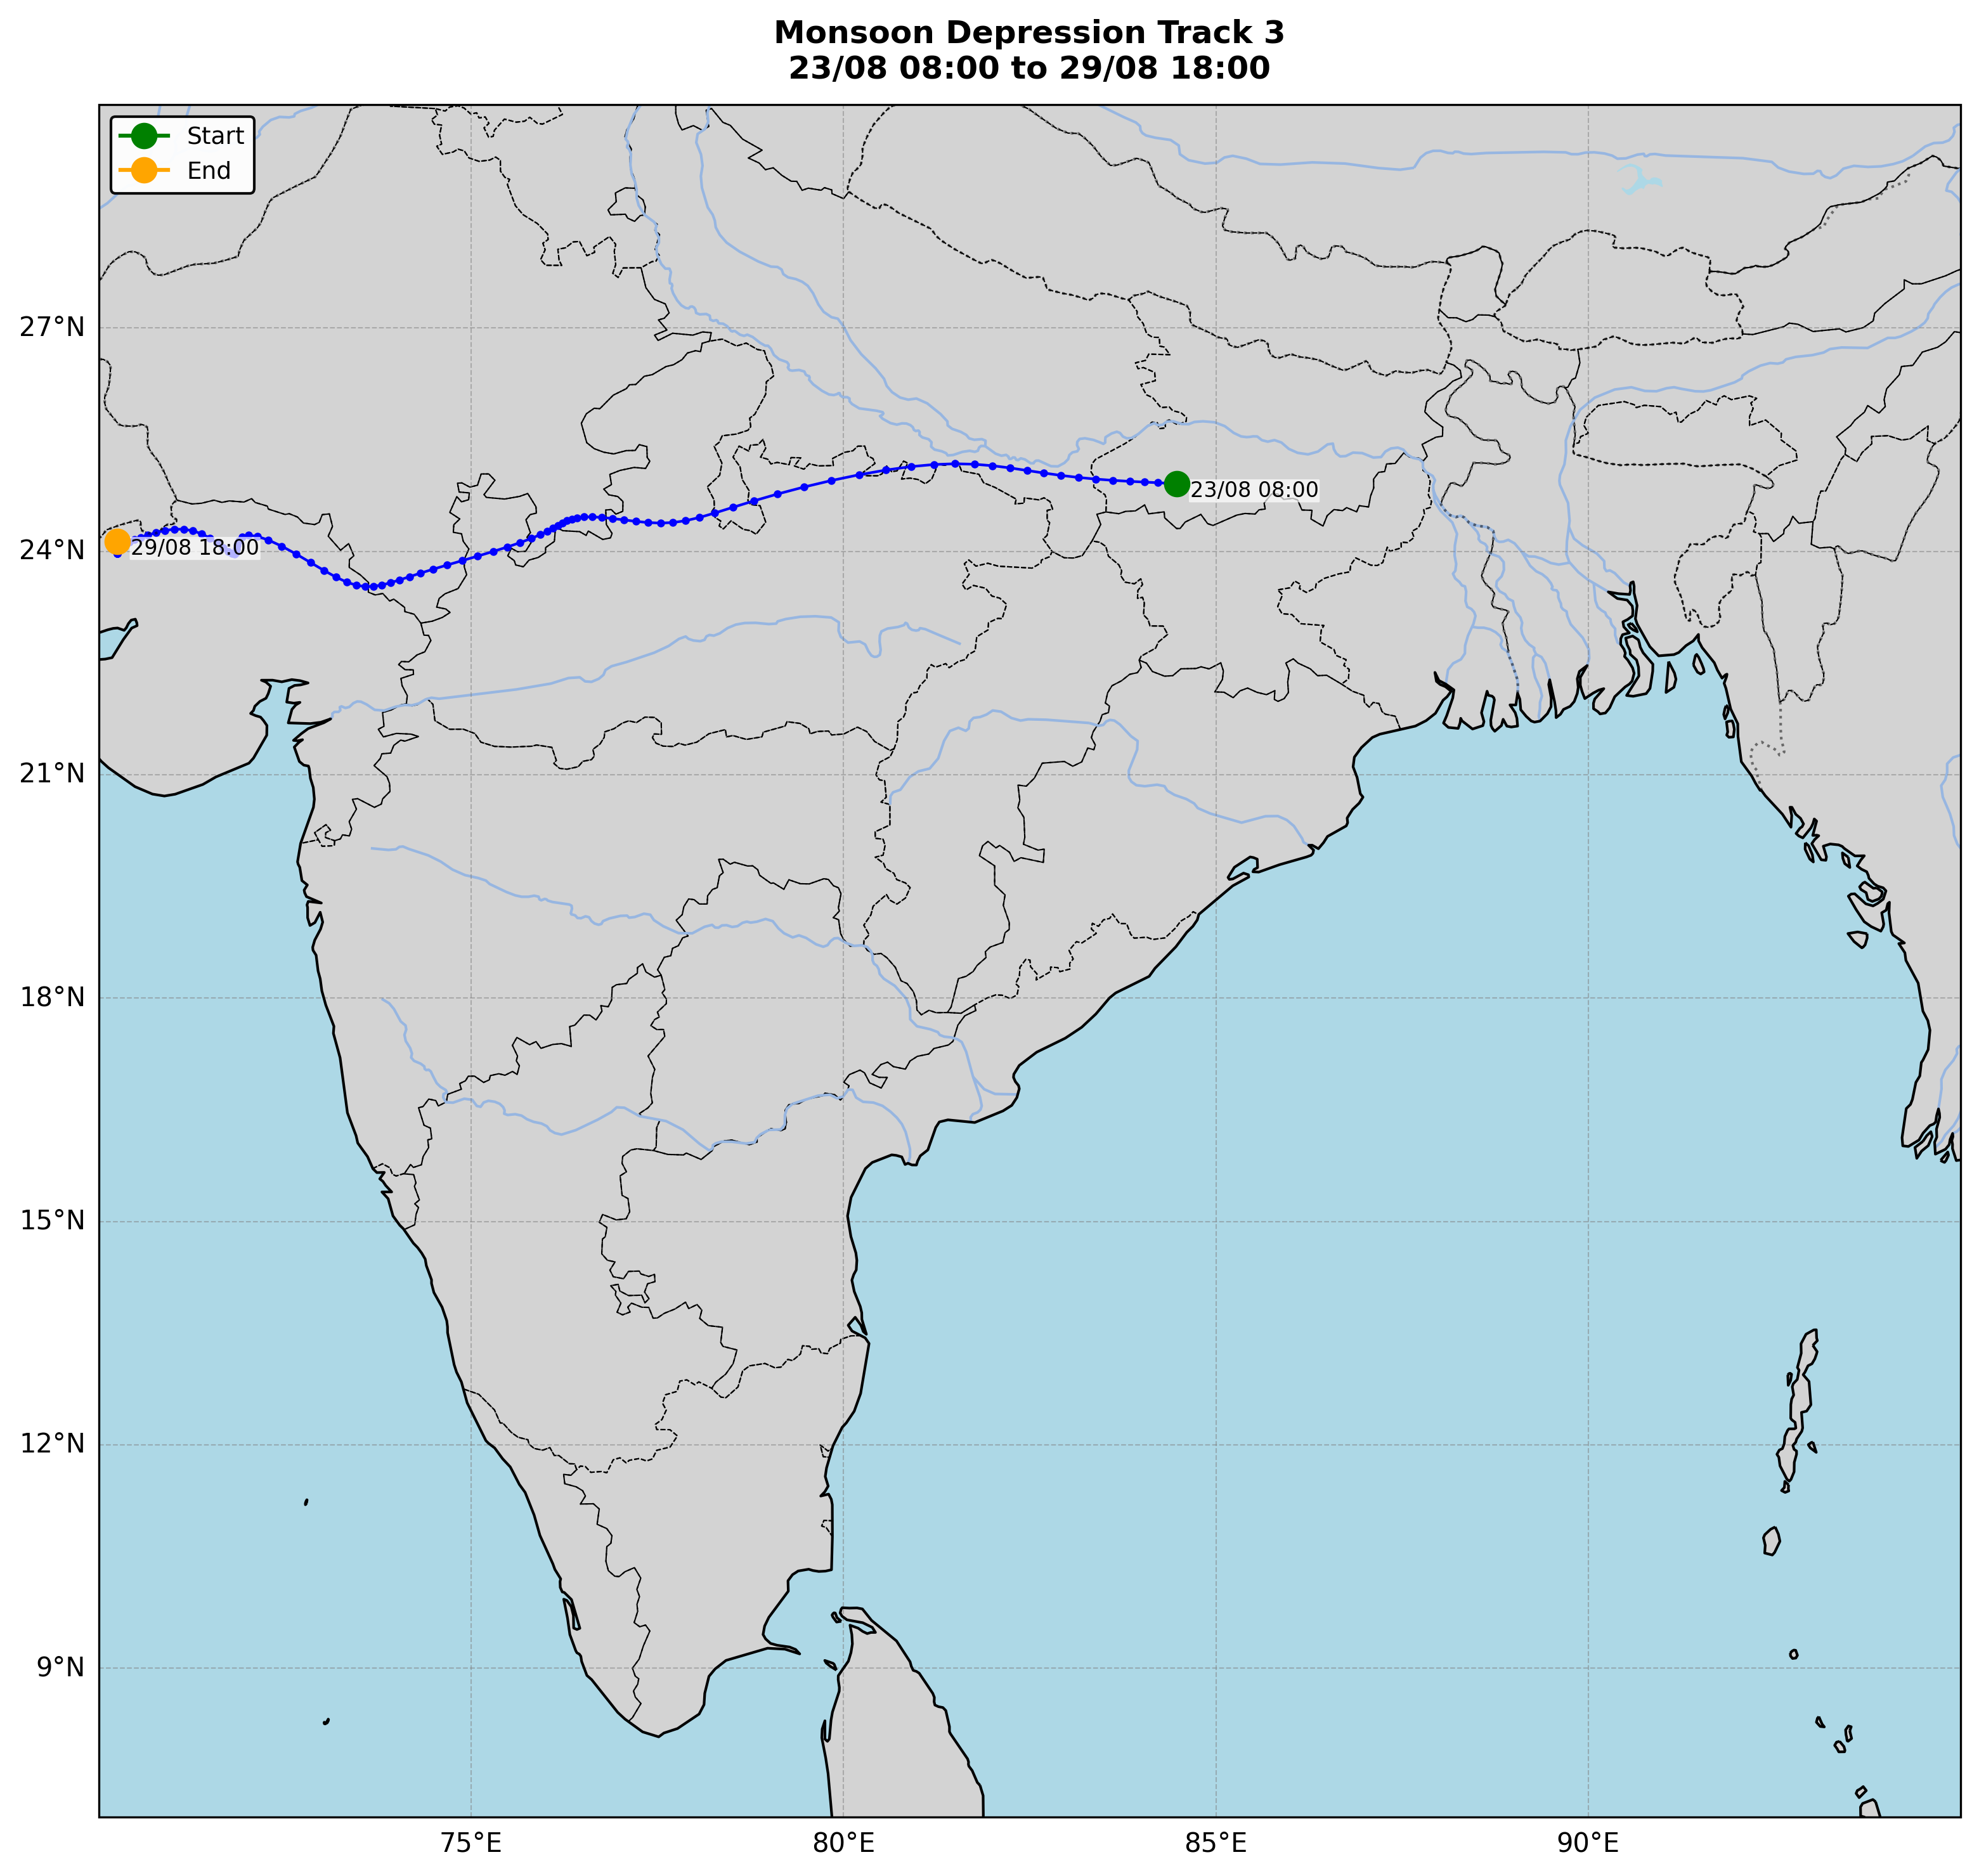 Monsoon Depression Track 3
23/08 08:00 to 29/08 18:00
Start
End
27°N
23/08 08:00
24°N
29/08 18:00
21°N
18°N
15°N
12°N
9°N
75°E
80°E
85°E
90°E